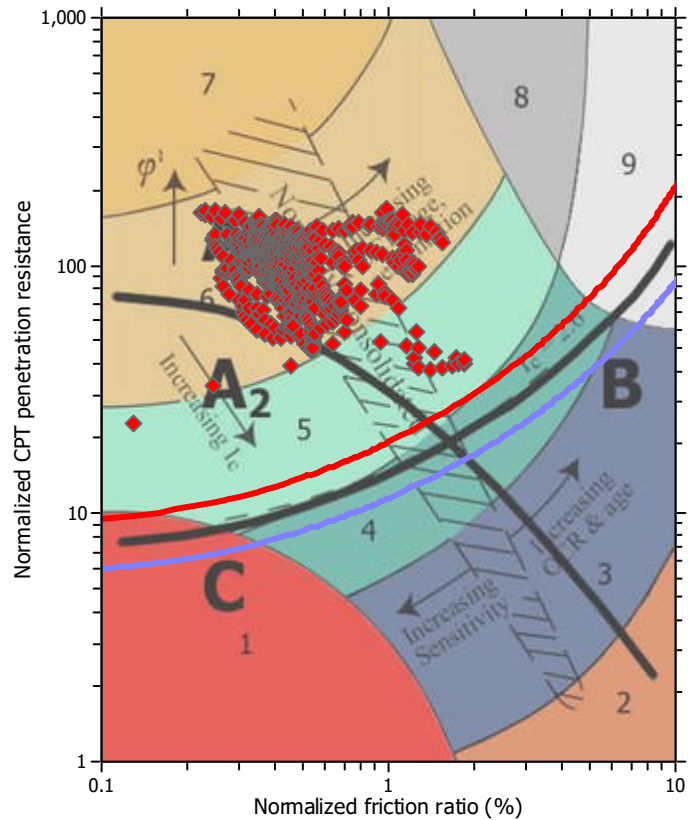 1,000
7
8
9
φ'
Increasing
100
6
A₂
Increasing Ic
5
B
Normalized CPT penetration resistance
10
4
Increasing
OCR & age
C
1
3
Increasing
Sensitivity
2
1
0.1
1
10
Normalized friction ratio (%)